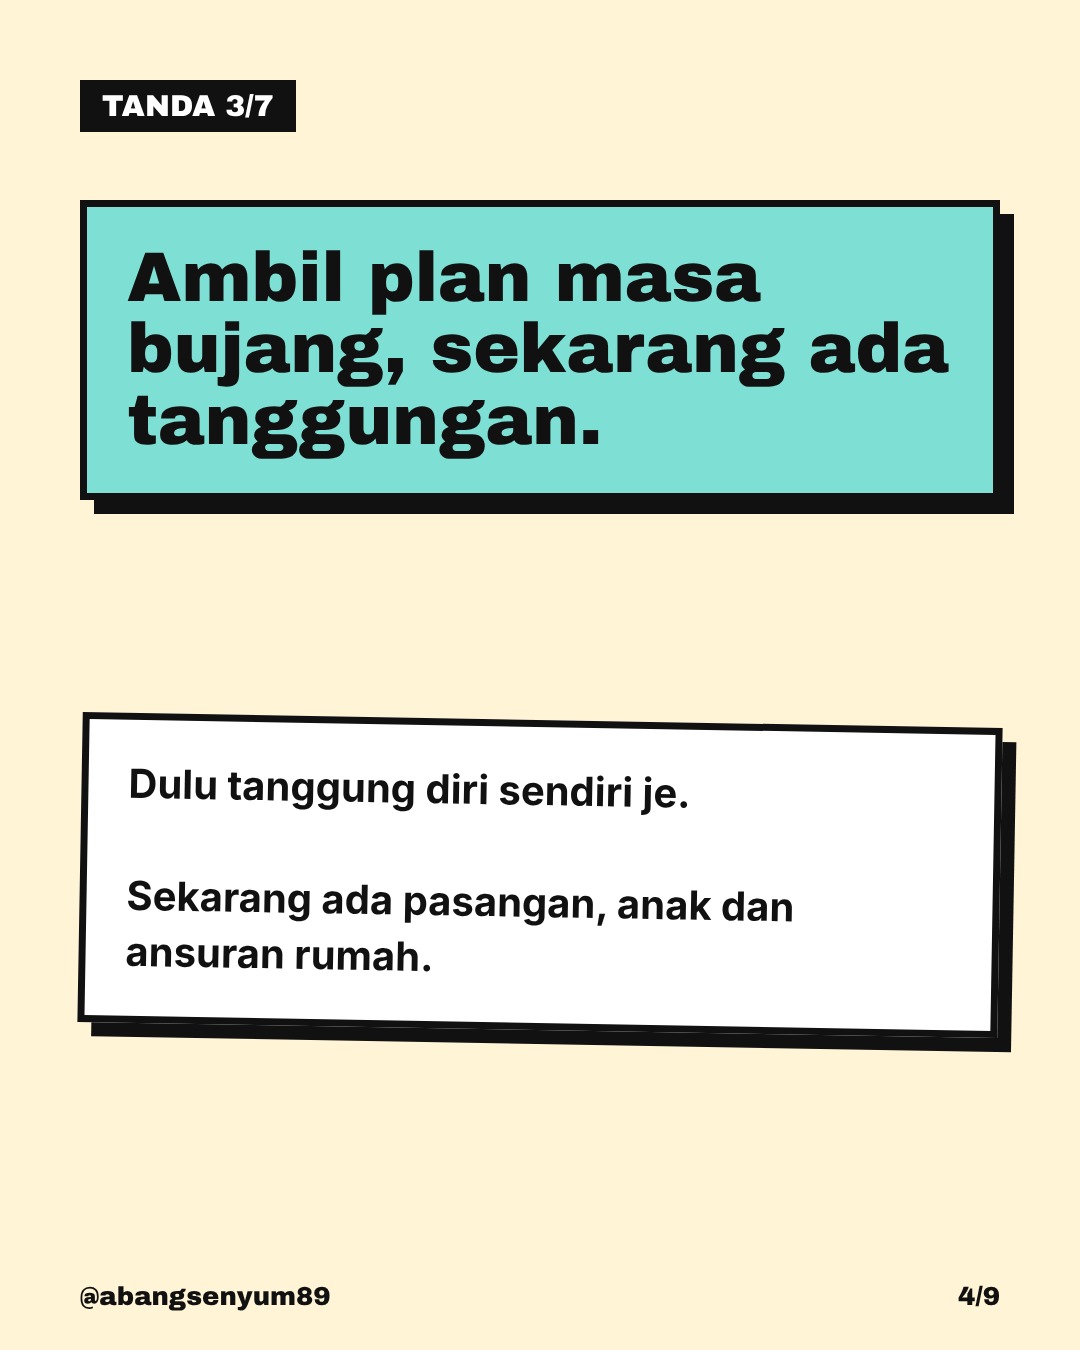 TANDA 3/7
Ambil plan masa
bujang, sekarang ada
tanggungan.
Dulu tanggung diri sendiri je.
Sekarang ada pasangan, anak dan
ansuran rumah.
@abangsenyum89
4/9